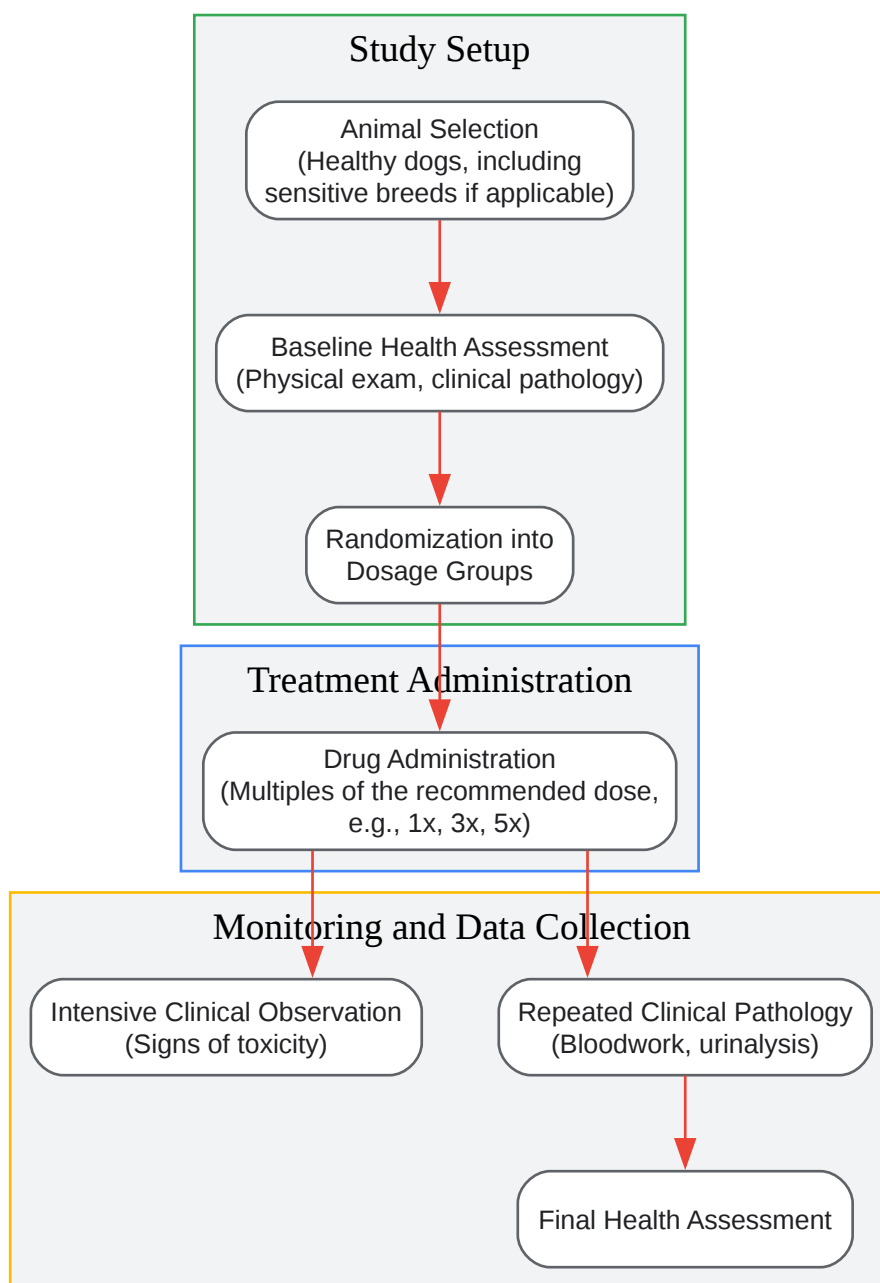 Study Setup
Animal Selection
(Healthy dogs, including
sensitive breeds if applicable)
Baseline Health Assessment
(Physical exam, clinical pathology)
Randomization into
Dosage Groups
Treatment Administration
Drug Administration
(Multiples of the recommended dose,
e.g., 1x, 3x, 5x)
Monitoring and Data Collection
Intensive Clinical Observation
(Signs of toxicity)
Repeated Clinical Pathology
(Bloodwork, urinalysis)
Final Health Assessment